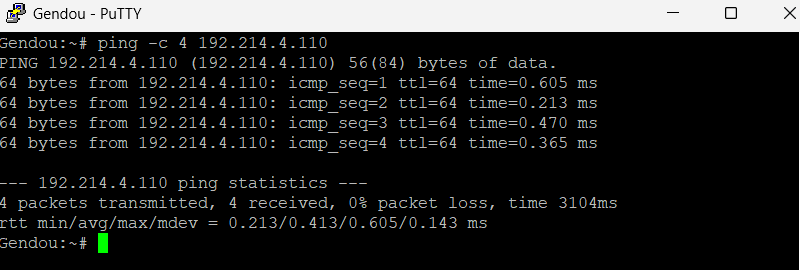 Gendou - PuTTY
Gendou:~# ping -c 4 192.214.4.110
PING 192.214.4.110 (192.214.4.110) 56(84) bytes of data.
64 bytes from 192.214.4.110: icmp_seq=1 ttl=64 time=0.605 ms
64 bytes from 192.214.4.110: icmp_seq=2 ttl=64 time=0.213 ms
64 bytes from 192.214.4.110: icmp_seq=3 ttl=64 time=0.470 ms
64 bytes from 192.214.4.110: icmp_seq=4 ttl=64 time=0.365 ms
--- 192.214.4.110 ping statistics ---
4 packets transmitted, 4 received, 0% packet loss, time 3104ms
rtt min/avg/max/mdev = 0.213/0.413/0.605/0.143 ms
Gendou:~#